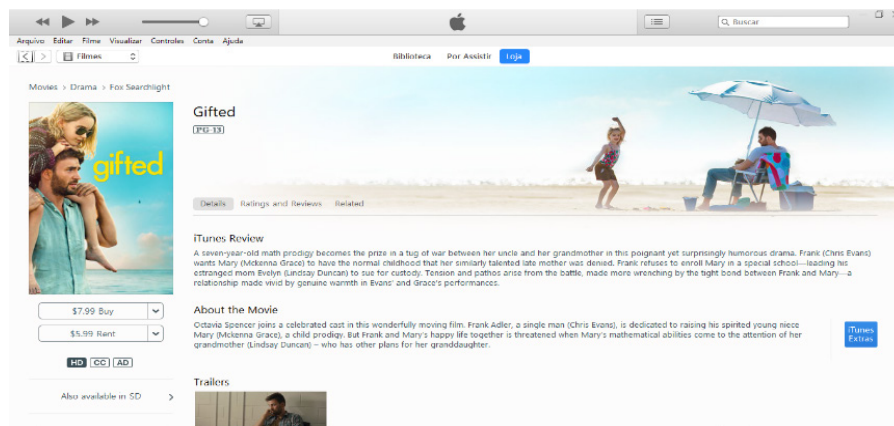 Buscar
Arquivo Editar Filme Visualizar Controles Conta Ajuda
Filmes
Biblioteca Por Assistir Loja
Movies > Drama > Fox Searchlight
Gifted
PG-13
gifted
Details Ratings and Reviews Related
iTunes Review
A seven-year-old math prodigy becomes the prize in a tug of war between her uncle and her grandmother in this poignant yet surprisingly humorous drama. Frank (Chris Evans)
wants Mary (Mckenna Grace) to have the normal childhood that her similarly talented late mother was denied. Frank refuses to enroll Mary in a special school—leading his
estranged mom Evelyn (Lindsay Duncan) to sue for custody. Tension and pathos arise from the battle, made more wrenching by the tight bond between Frank and Mary—a
relationship made vivid by genuine warmth in Evans' and Grace's performances.
$7.99 Buy
$5.99 Rent
HD CC AD
Also available in SD >
About the Movie
Octavia Spencer joins a celebrated cast in this wonderfully moving film. Frank Adler, a single man (Chris Evans), is dedicated to raising his spirited young niece
Mary (Mckenna Grace), a child prodigy. But Frank and Mary's happy life together is threatened when Mary's mathematical abilities come to the attention of her
grandmother (Lindsay Duncan) – who has other plans for her granddaughter.
iTunes
Extras
Trailers